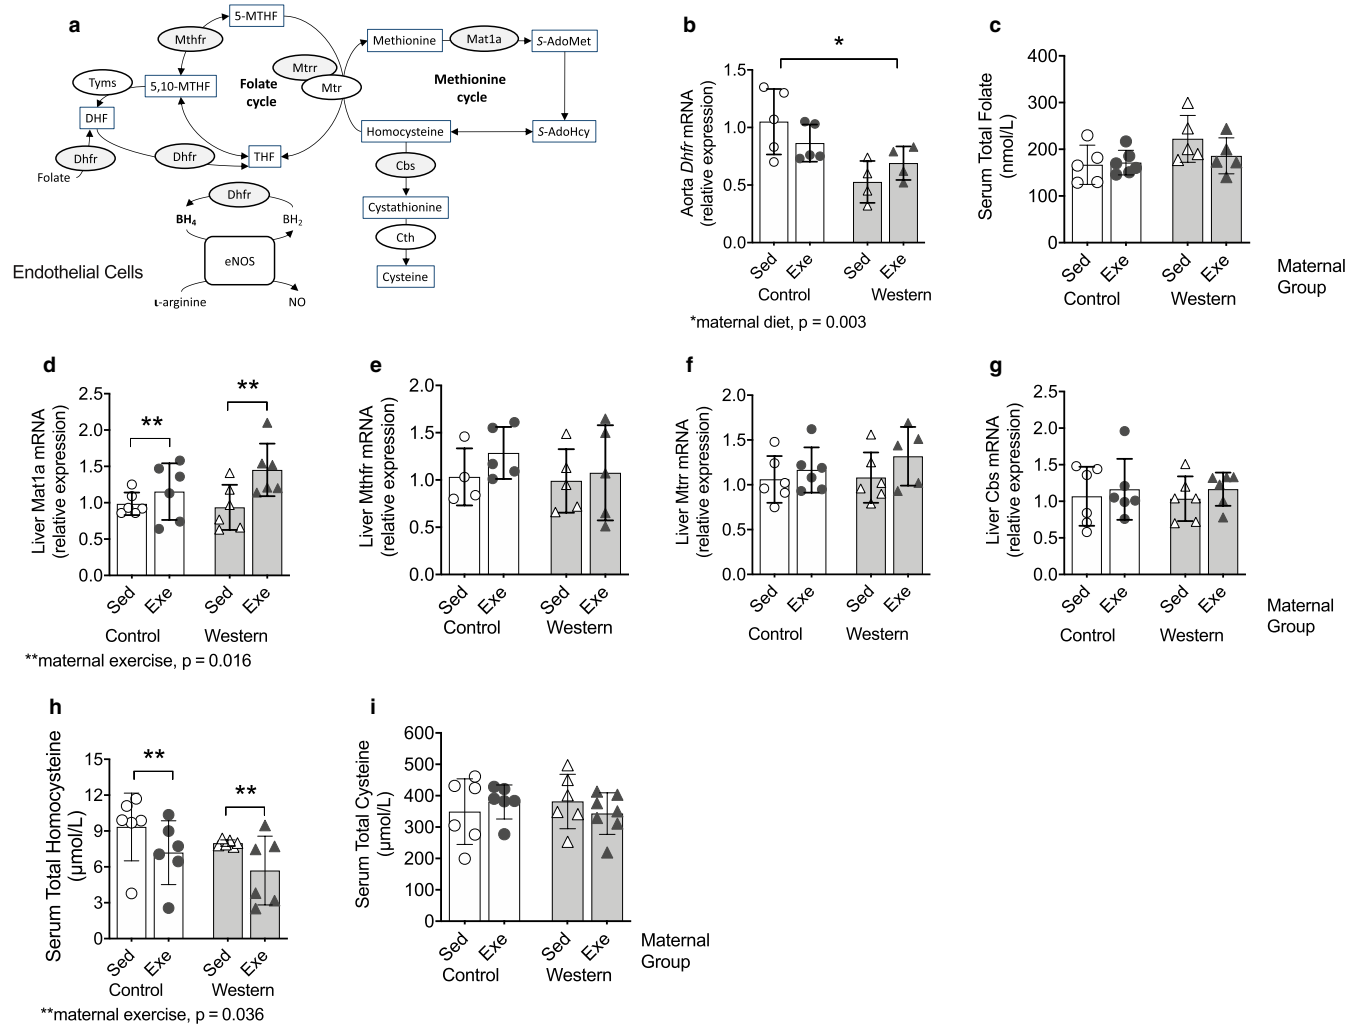 a
5-MTHF
Mthfr
Methionine
Mat1a
S-AdoMet
Mtrr
Tyms
5,10-MTHF
Folate
cycle
Mtr
Methionine
cycle
DHF
Homocysteine
S-AdoHcy
Dhfr
Dhfr
THF
Cbs
Folate
Dhfr
Cystathionine
BH4
BH2
Cth
eNOS
Cysteine
Endothelial Cells
L-arginine
NO
b
*
Aorta Dhfr mRNA
(relative expression)
1.5
1.0
0.5
0.0
Sed
Exe
Sed
Exe
Control
Western
*maternal diet, p = 0.003
c
Serum Total Folate
(nmol/L)
400
300
200
100
0
Sed
Exe
Sed
Exe
Control
Western
Maternal
Group
d
Liver Mat1a mRNA
(relative expression)
2.5
2.0
1.5
1.0
0.5
0.0
**
**
Sed
Exe
Sed
Exe
Control
Western
**maternal exercise, p = 0.016
e
Liver Mthfr mRNA
(relative expression)
2.0
1.5
1.0
0.5
0.0
Sed
Exe
Sed
Exe
Control
Western
f
Liver Mtrr mRNA
(relative expression)
2.0
1.5
1.0
0.5
0.0
Sed
Exe
Sed
Exe
Control
Western
g
Liver Cbs mRNA
(relative expression)
2.5
2.0
1.5
1.0
0.5
0.0
Sed
Exe
Sed
Exe
Control
Western
Maternal
Group
h
Serum Total Homocysteine
(μmol/L)
15
12
9
6
3
0
**
**
Sed
Exe
Sed
Exe
Control
Western
**maternal exercise, p = 0.036
i
Serum Total Cysteine
(μmol/L)
600
500
400
300
200
100
0
Sed
Exe
Sed
Exe
Control
Western
Maternal
Group